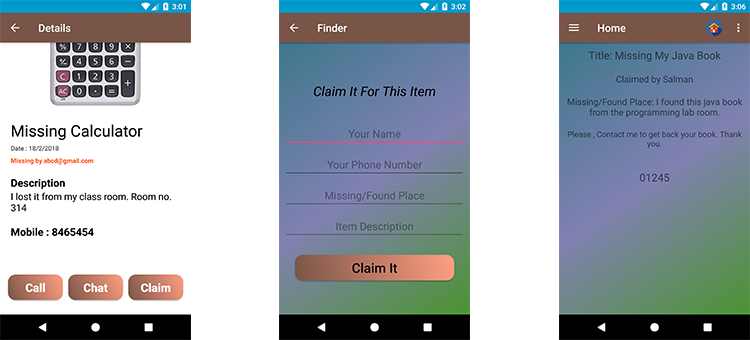 3:01
Details
7 8 9 ×
4 5 6 -
C 1 2 3
AC 0 · = +
Missing Calculator
Date : 18/2/2018
Missing by abcd@gmail.com
Description
I lost it from my class room. Room no.
314
Mobile : 8465454
Call Chat Claim
3:02
Finder
Claim It For This Item
Your Name
Your Phone Number
Missing/Found Place
Item Description
Claim It
3:06
Home
Title: Missing My Java Book
Claimed by Salman
Missing/Found Place: I found this java book
from the programming lab room.
Please , Contact me to get back your book. Thank
you.
01245